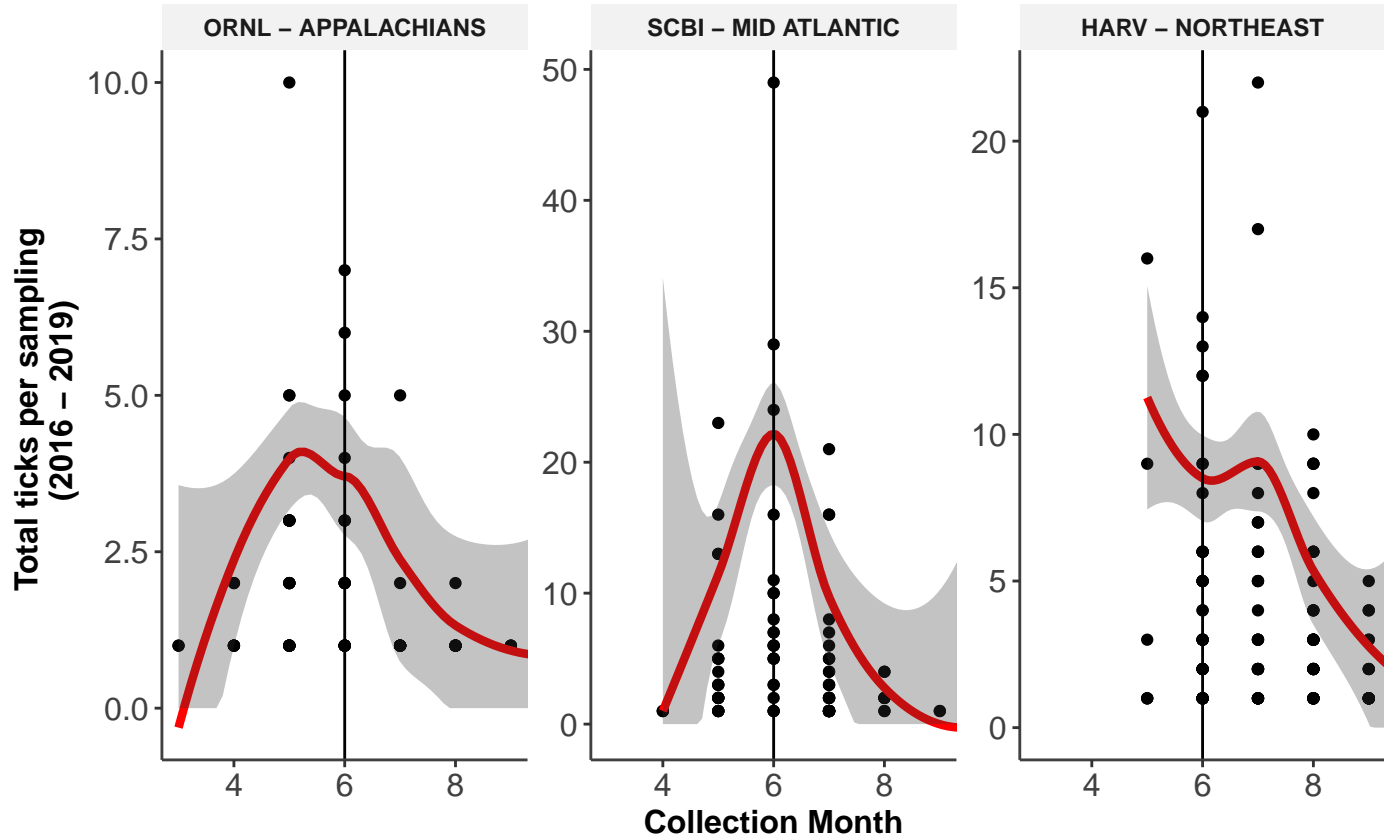 ORNL – APPALACHIANS
SCBI – MID ATLANTIC
HARV – NORTHEAST
Total ticks per sampling
(2016 – 2019)
10.0
7.5
5.0
2.5
0.0
50
40
30
20
10
0
20
15
10
5
0
4 6 8
4 6 8
4 6 8
Collection Month